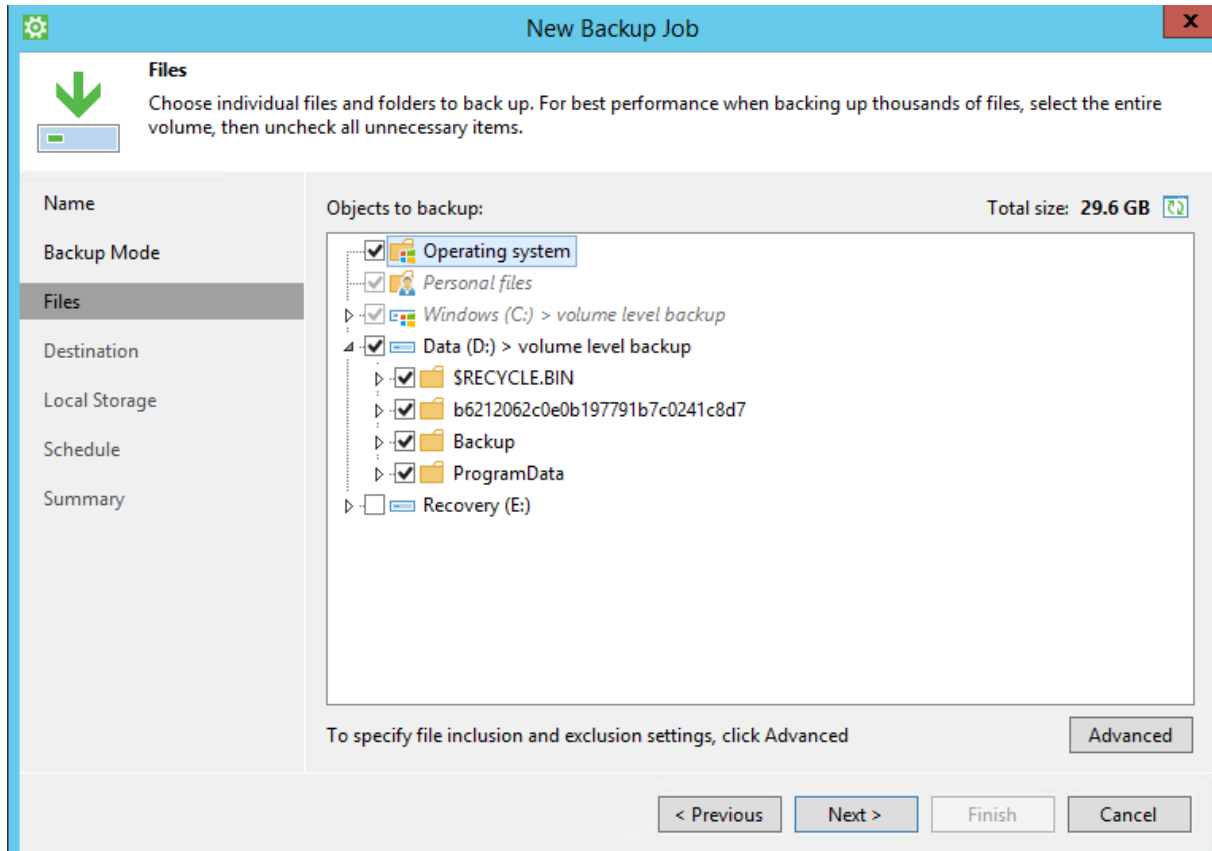 New Backup Job
x
Files
Choose individual files and folders to back up. For best performance when backing up thousands of files, select the entire
volume, then uncheck all unnecessary items.
Name
Backup Mode
Files
Destination
Local Storage
Schedule
Summary
Objects to backup:
Total size: 29.6 GB
Operating system
Personal files
Windows (C:) > volume level backup
Data (D:) > volume level backup
$RECYCLE.BIN
b6212062c0e0b197791b7c0241c8d7
Backup
ProgramData
Recovery (E:)
To specify file inclusion and exclusion settings, click Advanced
Advanced
< Previous
Next >
Finish
Cancel